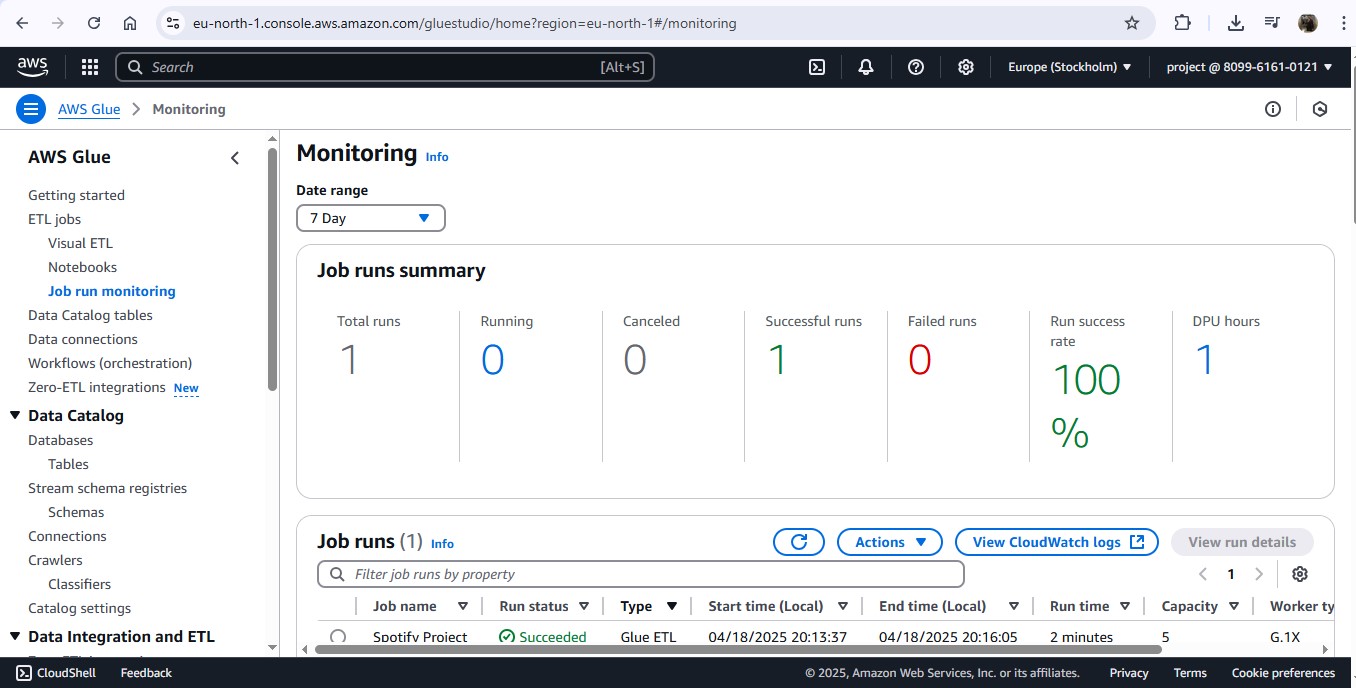 eu-north-1.console.aws.amazon.com/gluestudio/home?region=eu-north-1#/monitoring
aws
Search [Alt+S]
Europe (Stockholm)
project @ 8099-6161-0121
AWS Glue
Monitoring
AWS Glue
Getting started
ETL jobs
Visual ETL
Notebooks
Job run monitoring
Data Catalog tables
Data connections
Workflows (orchestration)
Zero-ETL integrations New
Data Catalog
Databases
Tables
Stream schema registries
Schemas
Connections
Crawlers
Classifiers
Catalog settings
Data Integration and ETL
Monitoring Info
Date range
7 Day
Job runs summary
Total runs
1
Running
0
Canceled
0
Successful runs
1
Failed runs
0
Run success
rate
100
%
DPU hours
1
Job runs (1) Info
Actions
View CloudWatch logs
View run details
Filter job runs by property
1
Job name Run status Type Start time (Local) End time (Local) Run time Capacity Worker ty
Spotify Project Succeeded Glue ETL 04/18/2025 20:13:37 04/18/2025 20:16:05 2 minutes 5 G.1X
CloudShell Feedback © 2025, Amazon Web Services, Inc. or its affiliates. Privacy Terms Cookie preferences